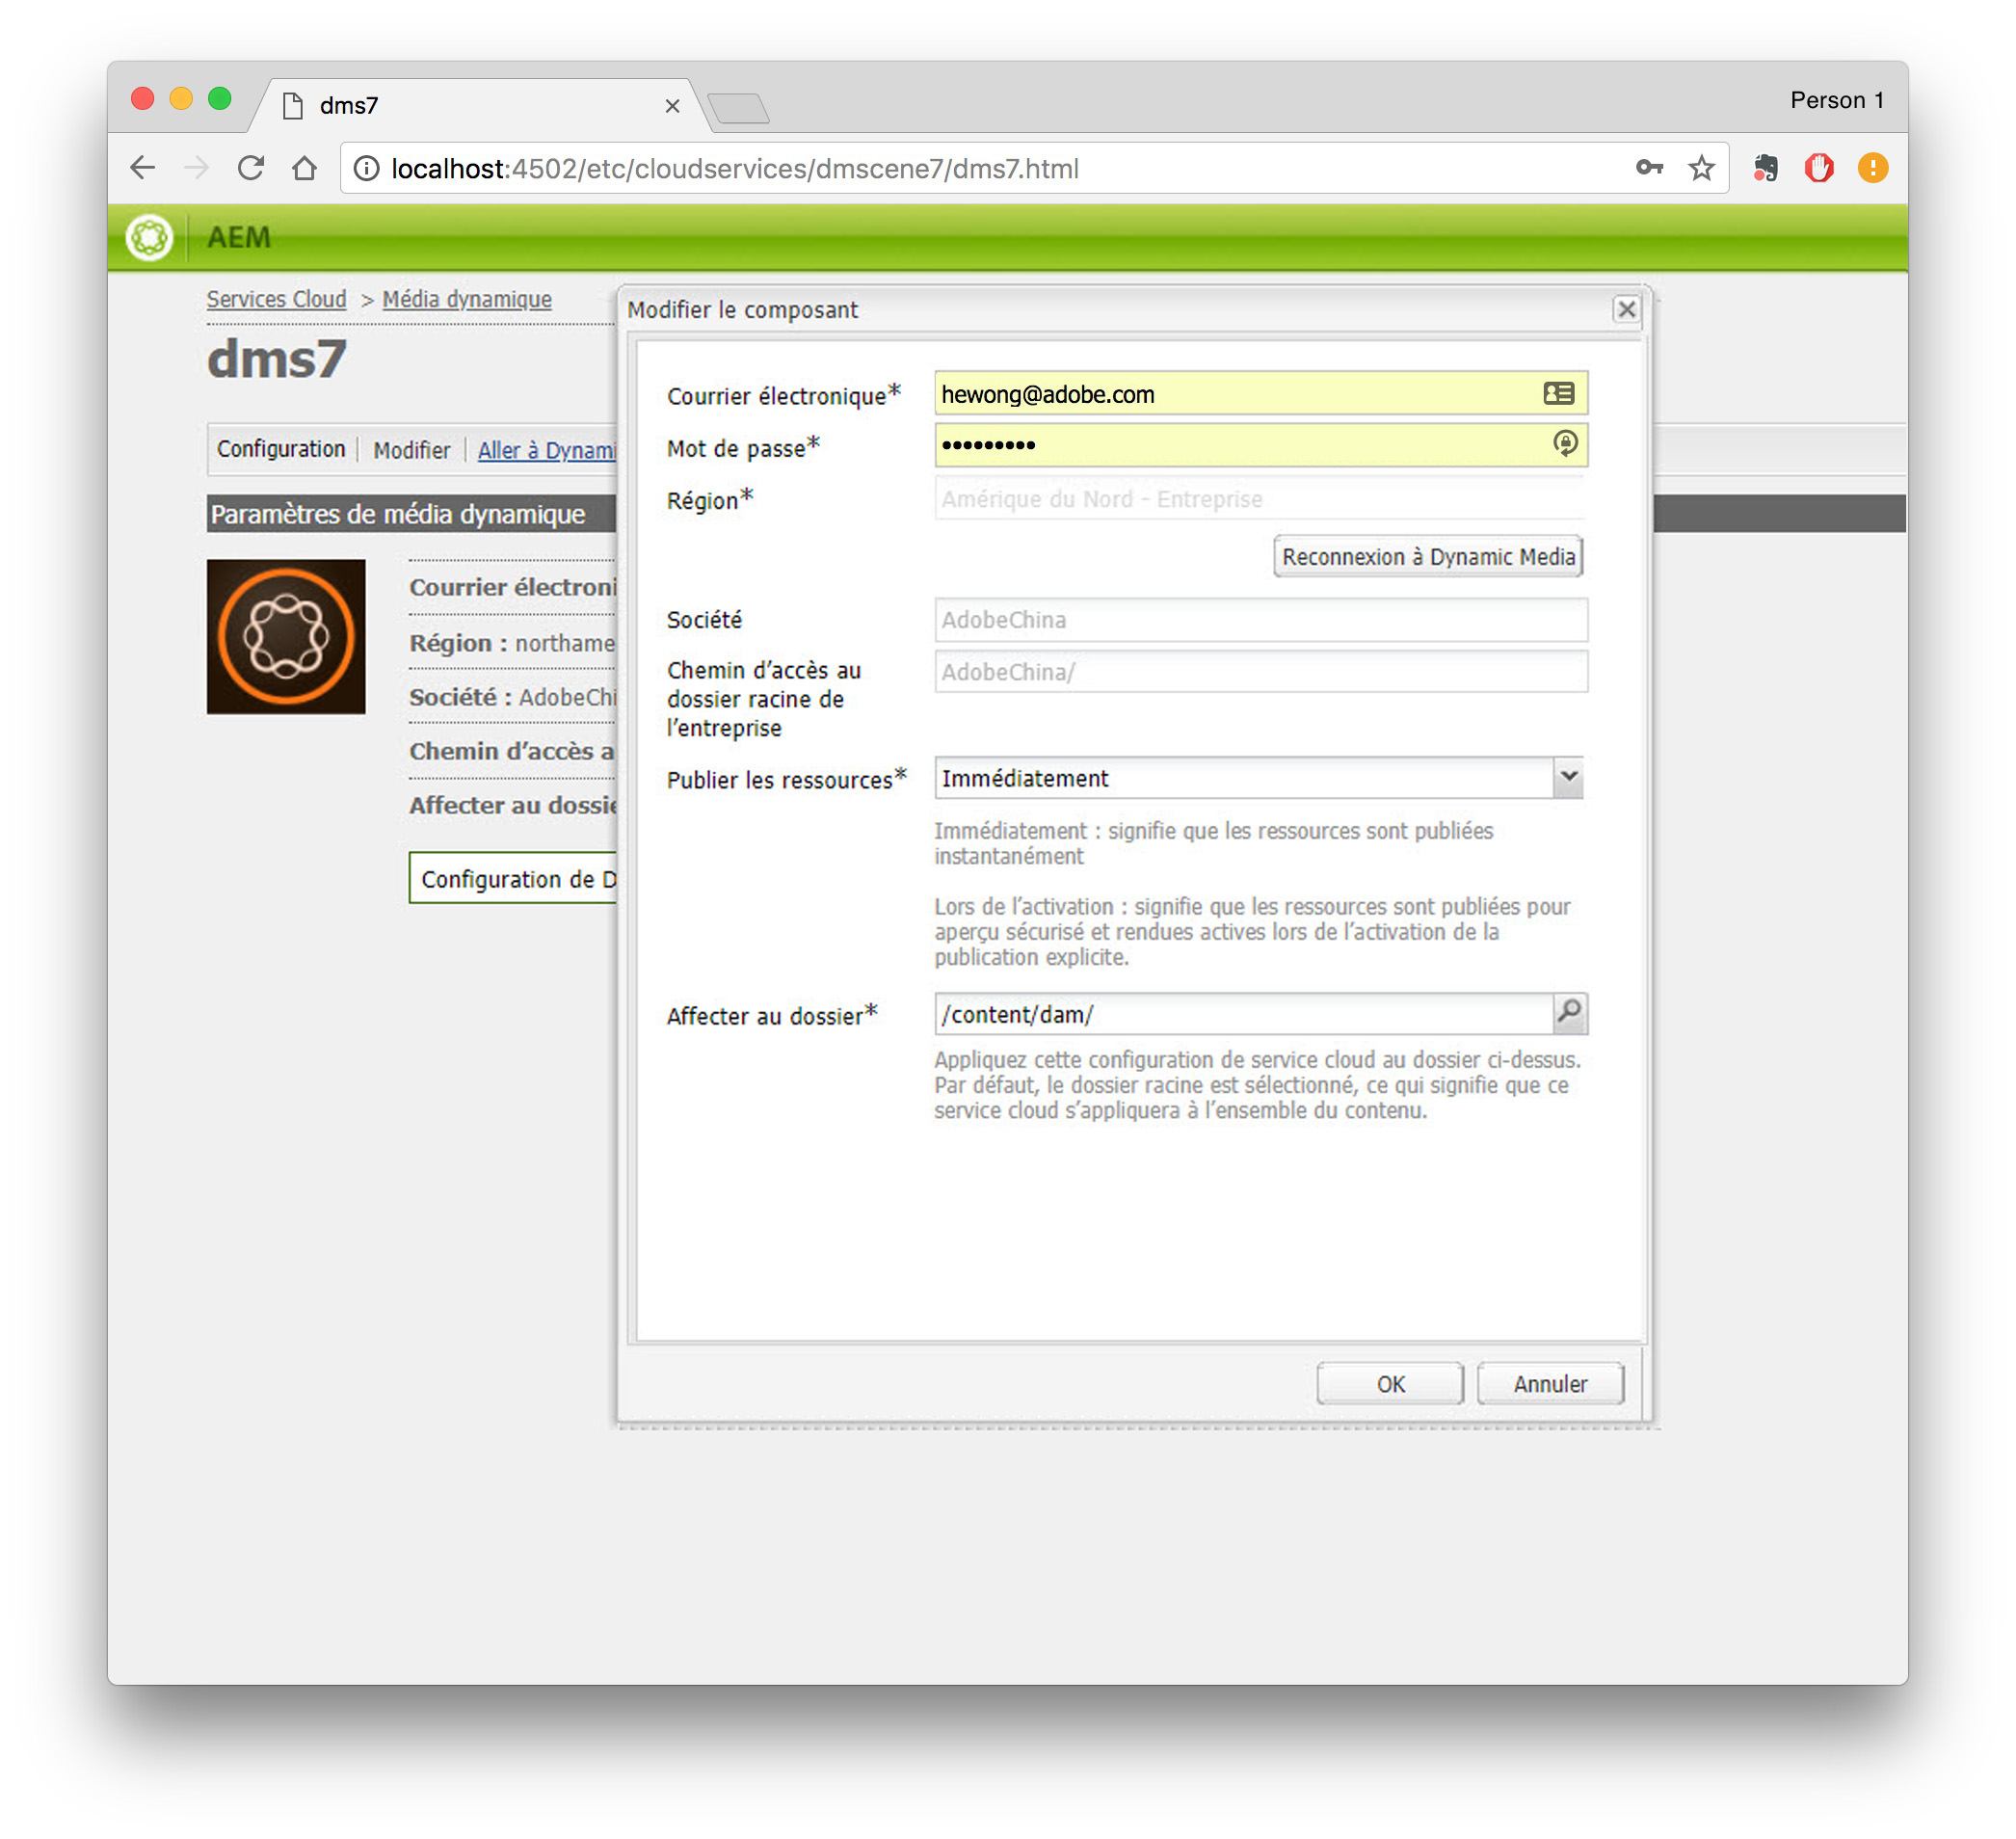 dms7
Person 1
localhost:4502/etc/cloudservices/dmscene7/dms7.html
AEM
Services Cloud > Média dynamique
dms7
Configuration
Modifier
Aller à Dynami
Paramètres de média dynamique
Courrier électroni
Région : northame
Société : AdobeChi
Chemin d’accès a
Affecter au dossie
Configuration de D
Modifier le composant
Courrier électronique*
hewong@adobe.com
Mot de passe*
•••••••••
Région*
Amérique du Nord - Entreprise
Reconnexion à Dynamic Media
Société
AdobeChina
Chemin d’accès au
dossier racine de
l’entreprise
AdobeChina/
Publier les ressources*
Immédiatement
Immédiatement : signifie que les ressources sont publiées
instantanément
Lors de l’activation : signifie que les ressources sont publiées pour
aperçu sécurisé et rendues actives lors de l’activation de la
publication explicite.
Affecter au dossier*
/content/dam/
Appliquez cette configuration de service cloud au dossier ci-dessus.
Par défaut, le dossier racine est sélectionné, ce qui signifie que ce
service cloud s’appliquera à l’ensemble du contenu.
OK
Annuler